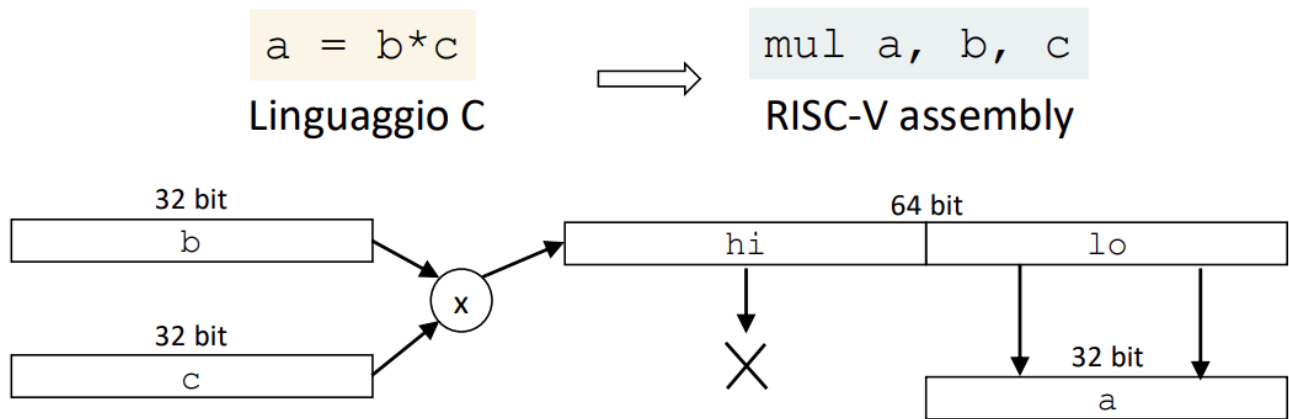 a = b*c
mul a, b, c
Linguaggio C
RISC-V assembly
32 bit
64 bit
b
hi
lo
x
32 bit
32 bit
c
a